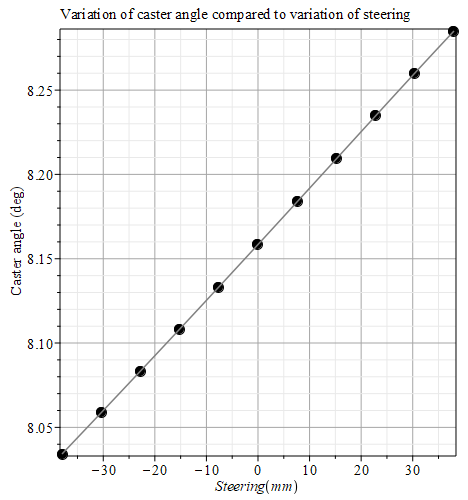 Variation of caster angle compared to variation of steering
8.25
8.20
8.15
8.10
8.05
Caster angle (deg)
−30 −20 −10 0 10 20 30
Steering(mm)